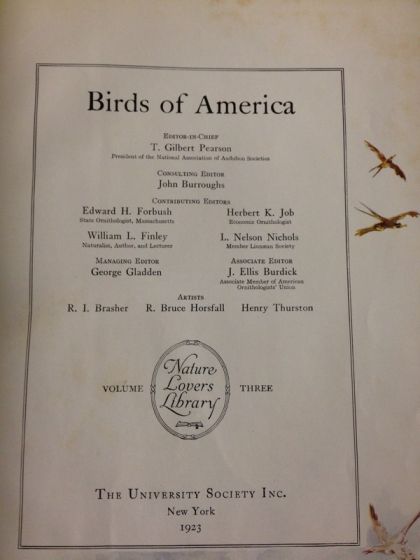 Birds of America
EDITOR-IN-CHIEF
T. Gilbert Pearson
President of the National Association of Audubon Societies
CONSULTING EDITOR
John Burroughs
CONTRIBUTING EDITORS
Edward H. Forbush
State Ornithologist, Massachusetts
Herbert K. Job
Economic Ornithologist
William L. Finley
Naturalist, Author, and Lecturer
L. Nelson Nichols
Member Linnean Society
MANAGING EDITOR
George Gladden
ASSOCIATE EDITOR
J. Ellis Burdick
Associate Member of American
Ornithologists' Union
ARTISTS
R. I. Brasher R. Bruce Horsfall Henry Thurston
VOLUME THREE
Nature
Lovers
Library
THE UNIVERSITY SOCIETY INC.
New York
1923